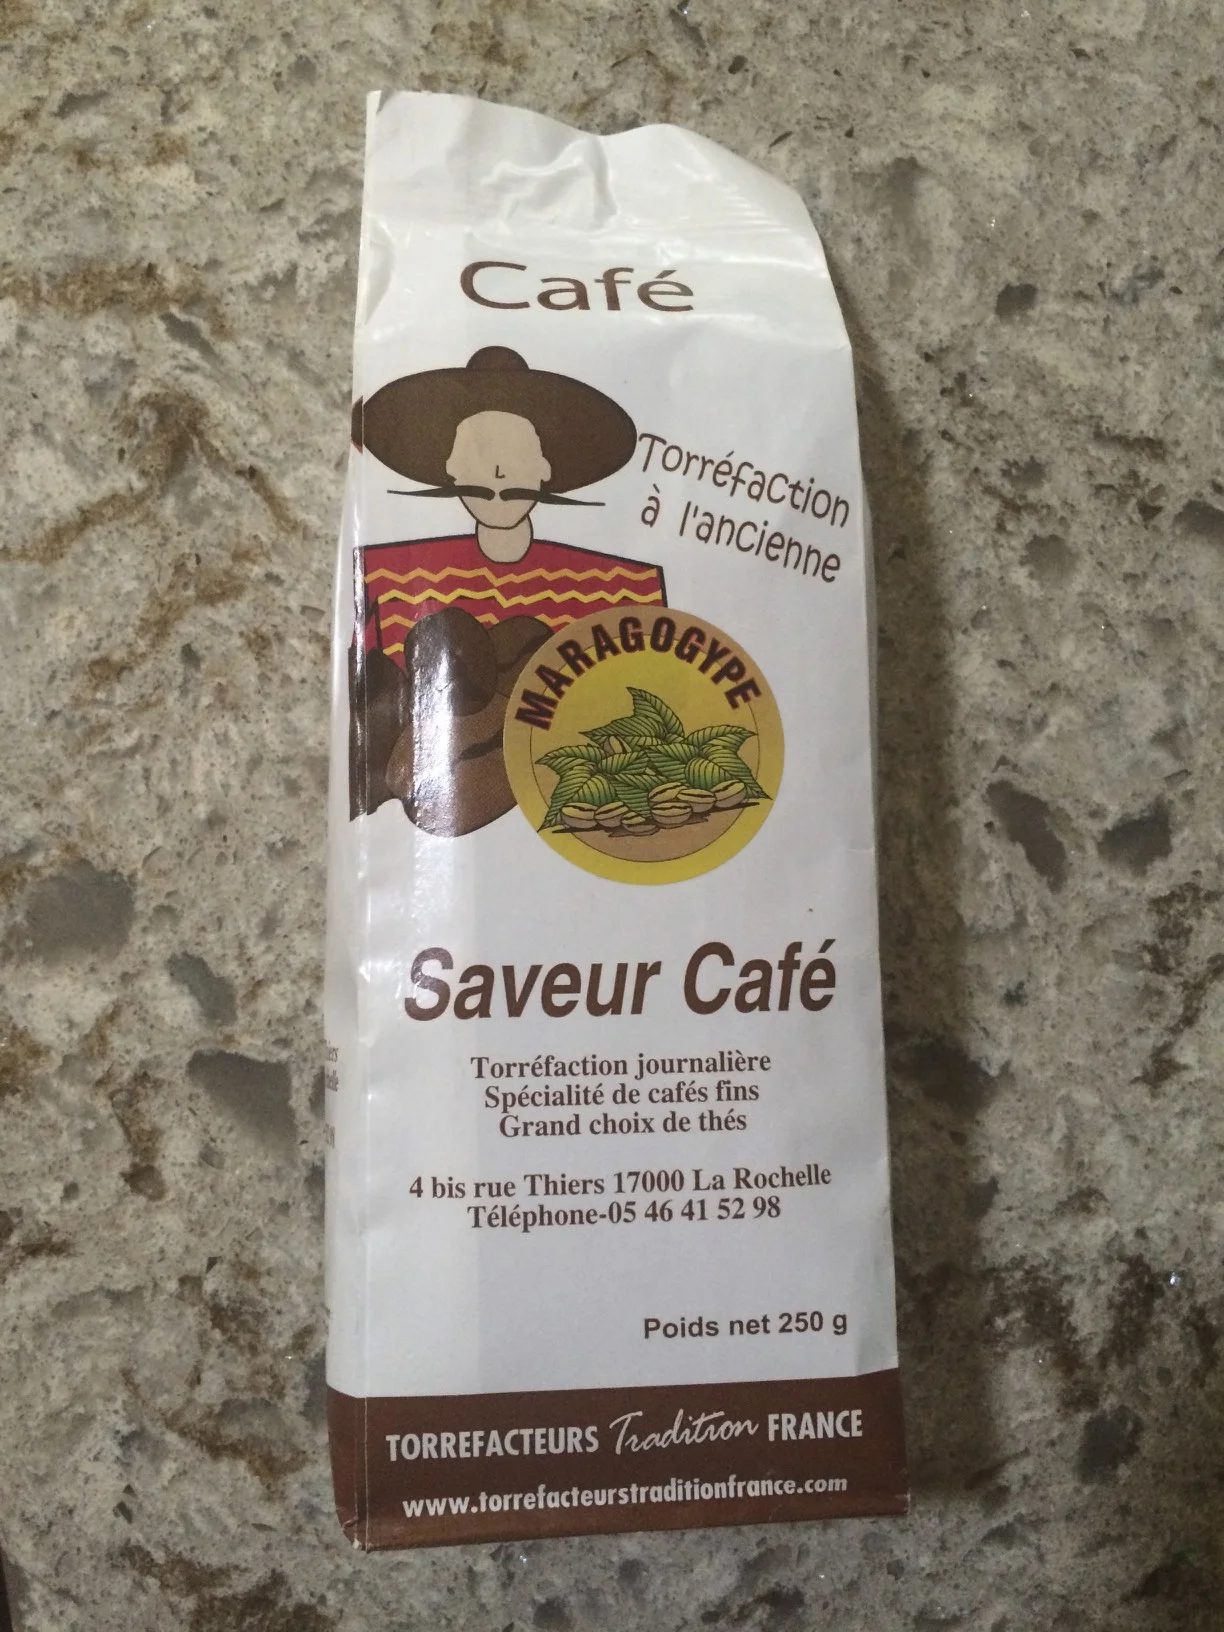 Café
Torréfaction
à l'ancienne
MARAGOGYPE
Saveur Café
Torréfaction journalière
Spécialité de cafés fins
Grand choix de thés
4 bis rue Thiers 17000 La Rochelle
Téléphone-05 46 41 52 98
Poids net 250 g
TORREFACTEURS Tradition FRANCE
www.torrefacteurstraditionfrance.com